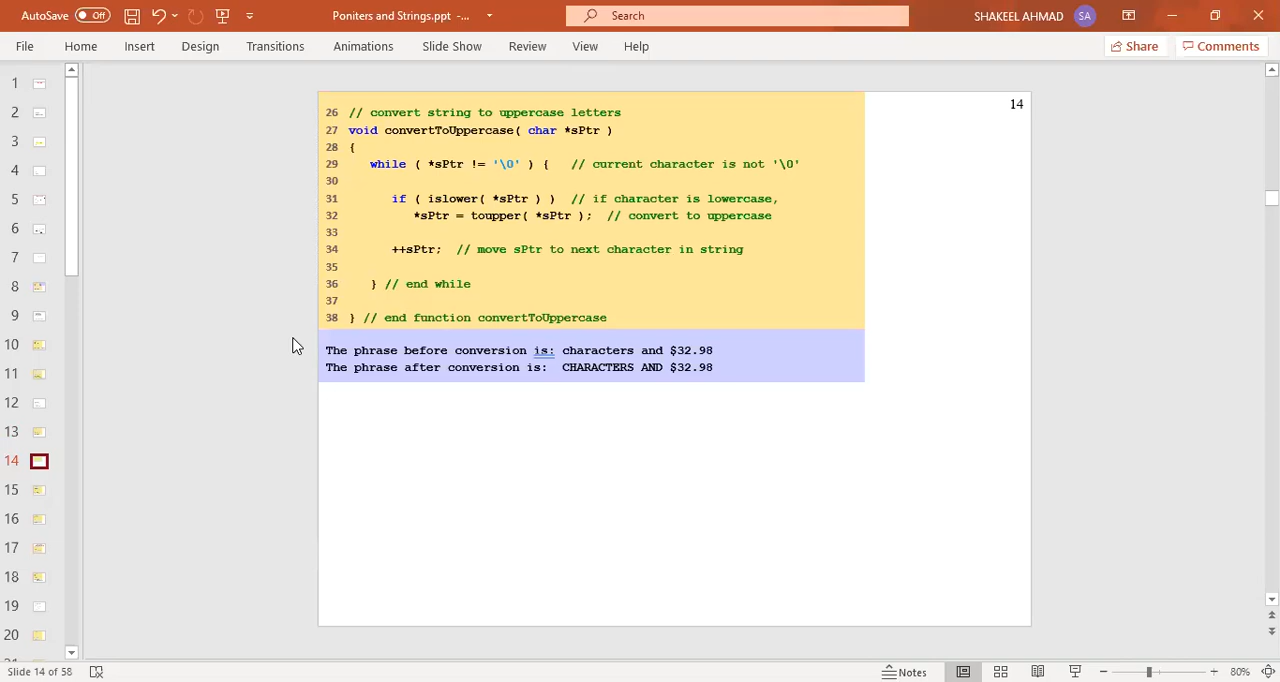 AutoSave Off Poniters and Strings.ppt -... Search SHAKEEL AHMAD SA
File Home Insert Design Transitions Animations Slide Show Review View Help Share Comments
1
2
3
4
5
6
7
8
9
10
11
12
13
14
15
16
17
18
19
20
14
26 // convert string to uppercase letters
27 void convertToUppercase( char *sPtr )
28 {
29 while ( *sPtr != '\0' ) { // current character is not '\0'
30
31 if ( islower( *sPtr ) ) // if character is lowercase,
32 *sPtr = toupper( *sPtr ); // convert to uppercase
33
34 ++sPtr; // move sPtr to next character in string
35
36 } // end while
37
38 } // end function convertToUppercase
The phrase before conversion is: characters and $32.98
The phrase after conversion is: CHARACTERS AND $32.98
Slide 14 of 58 Notes 80%